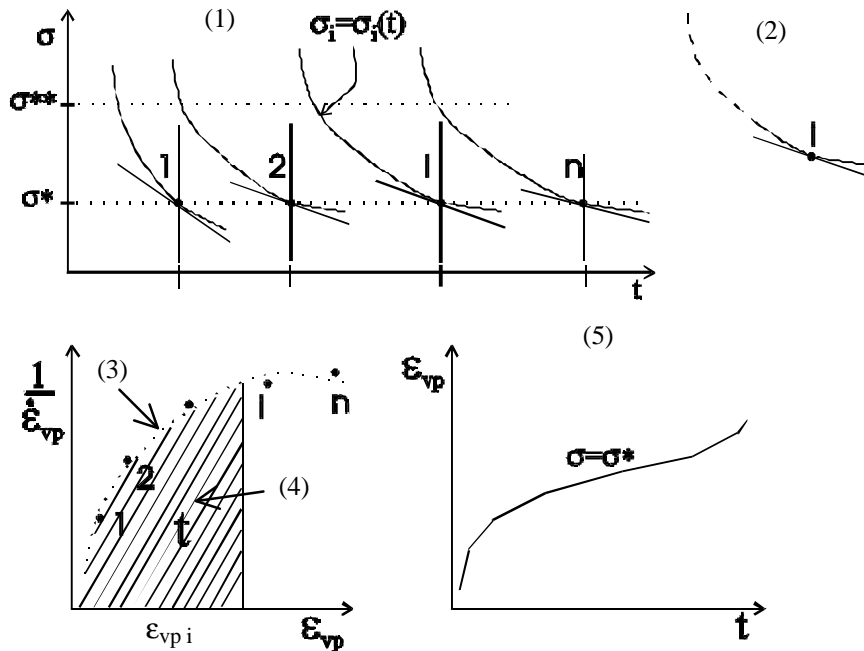 (1)
σ
σᵢ=σᵢ(t)
(2)
σ**
1
2
i
n
i
σ*
t
(5)
1
ε̇vp
(3)
i
n
εvp
2
(4)
σ=σ*
1
t
εvp i
εvp
t